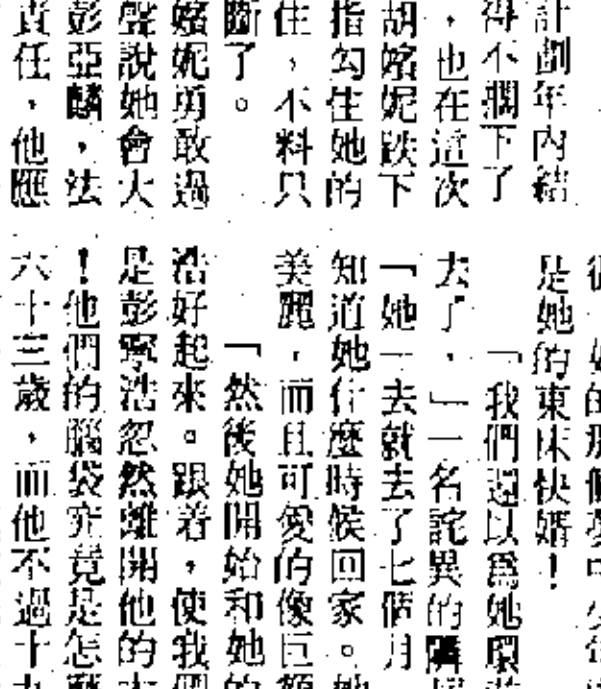 計劃年內結
得不擱下了
，也在這次
胡嫆妮跌下
指勾住她的
住，不料只
斷了。
嫆妮勇敢過
聲說她會大
彭亞麟，法
責任，他應
是她的東床快婿！
「我們還以爲她環
去了，」一名詫異的隣
「她一去就去了七個月
知道她什麼時候回家。她
美麗，而且可愛的像巨額
「然後她開始和她的
浩好起來。跟着，使我們
是彭寧浩忽然離開他的太
！他們的腦袋究竟是怎麼
六十三歲，而他不過十九